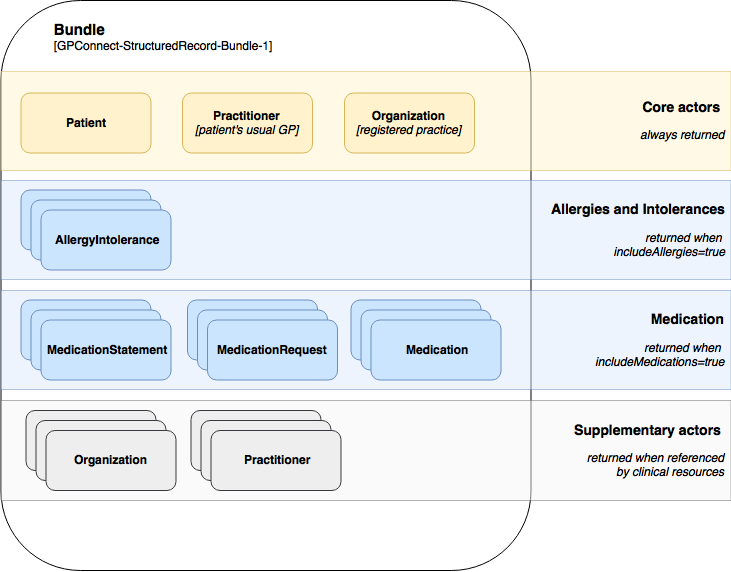 Bundle
[GPConnect-StructuredRecord-Bundle-1]
Patient
Practitioner
[patient's usual GP]
Organization
[registered practice]
Core actors
always returned
AllergyIntolerance
Allergies and Intolerances
returned when
includeAllergies=true
MedicationStatement
MedicationRequest
Medication
Medication
returned when
includeMedications=true
Organization
Practitioner
Supplementary actors
returned when referenced
by clinical resources